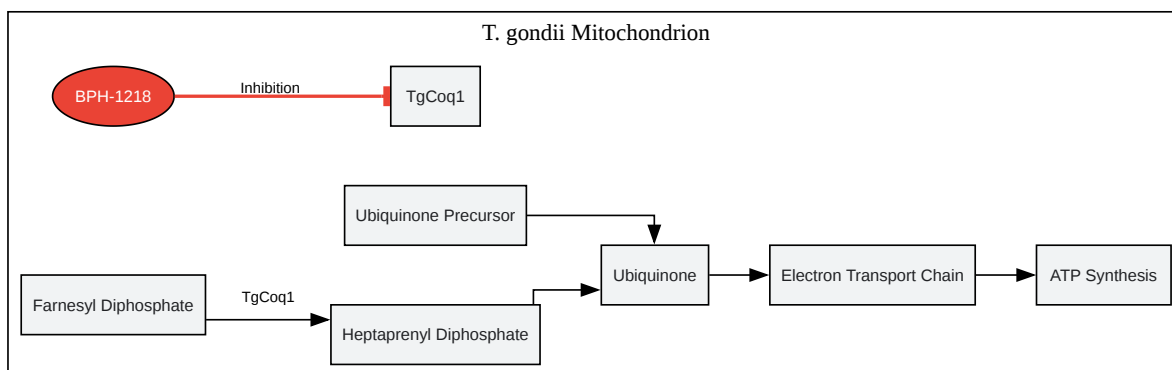 T. gondii Mitochondrion
BPH-1218
Inhibition
TgCoq1
Ubiquinone Precursor
Farnesyl Diphosphate
TgCoq1
Heptaprenyl Diphosphate
Ubiquinone
Electron Transport Chain
ATP Synthesis